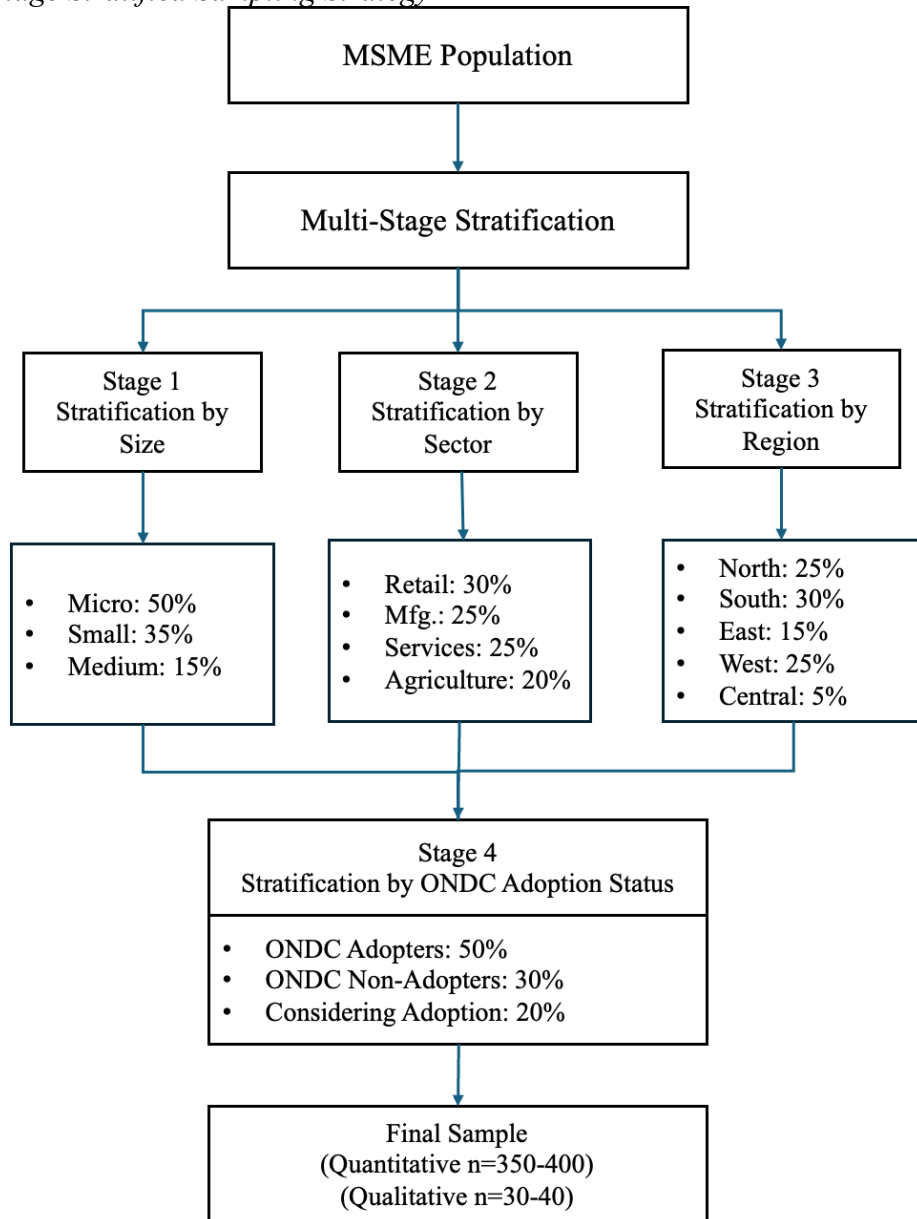 Stratified Sampling Strategy
MSME Population
Multi-Stage Stratification
Stage 1
Stratification by
Size
Stage 2
Stratification by
Sector
Stage 3
Stratification by
Region
• Micro: 50%
• Small: 35%
• Medium: 15%
• Retail: 30%
• Mfg.: 25%
• Services: 25%
• Agriculture: 20%
• North: 25%
• South: 30%
• East: 15%
• West: 25%
• Central: 5%
Stage 4
Stratification by ONDC Adoption Status
• ONDC Adopters: 50%
• ONDC Non-Adopters: 30%
• Considering Adoption: 20%
Final Sample
(Quantitative n=350-400)
(Qualitative n=30-40)